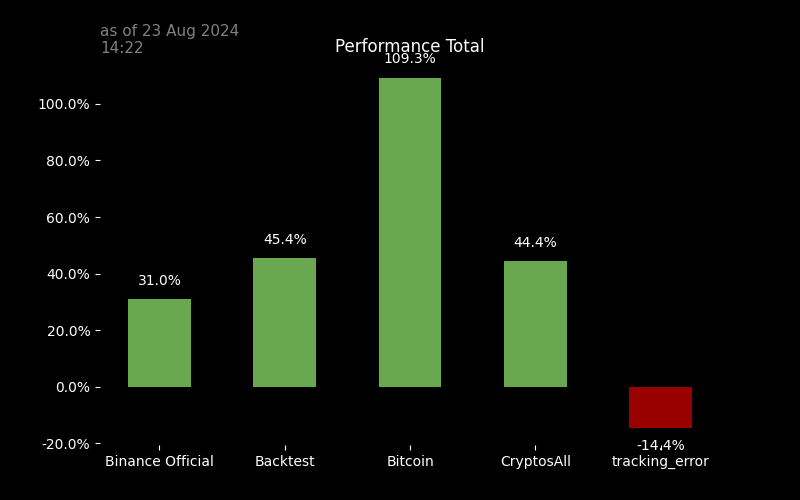 as of 23 Aug 2024
14:22
Performance Total
109.3%
100.0%
80.0%
60.0%
45.4%
44.4%
40.0%
31.0%
20.0%
0.0%
-14.4%
-20.0%
Binance Official
Backtest
Bitcoin
CryptosAll
tracking_error